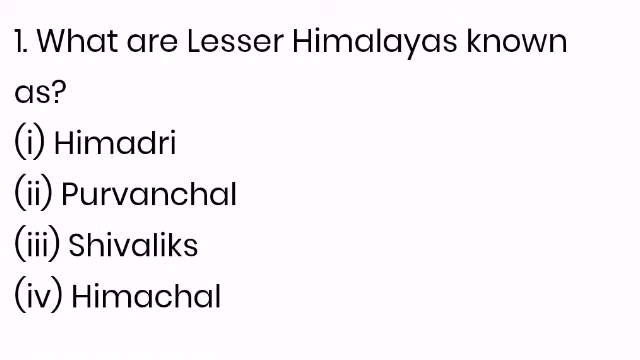 1. What are Lesser Himalayas known
as?
(i) Himadri
(ii) Purvanchal
(iii) Shivaliks
(iv) Himachal